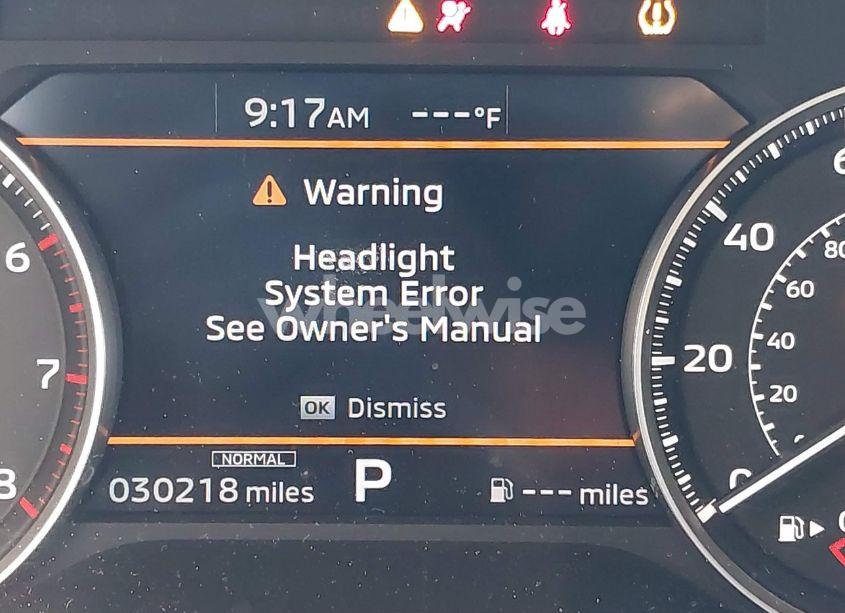 9:17AM ---°F
Warning
Headlight
System Error
See Owner's Manual
wheelwise
OK Dismiss
NORMAL
030218 miles P --- miles
6
7
8
40
20
0
80
60
40
20